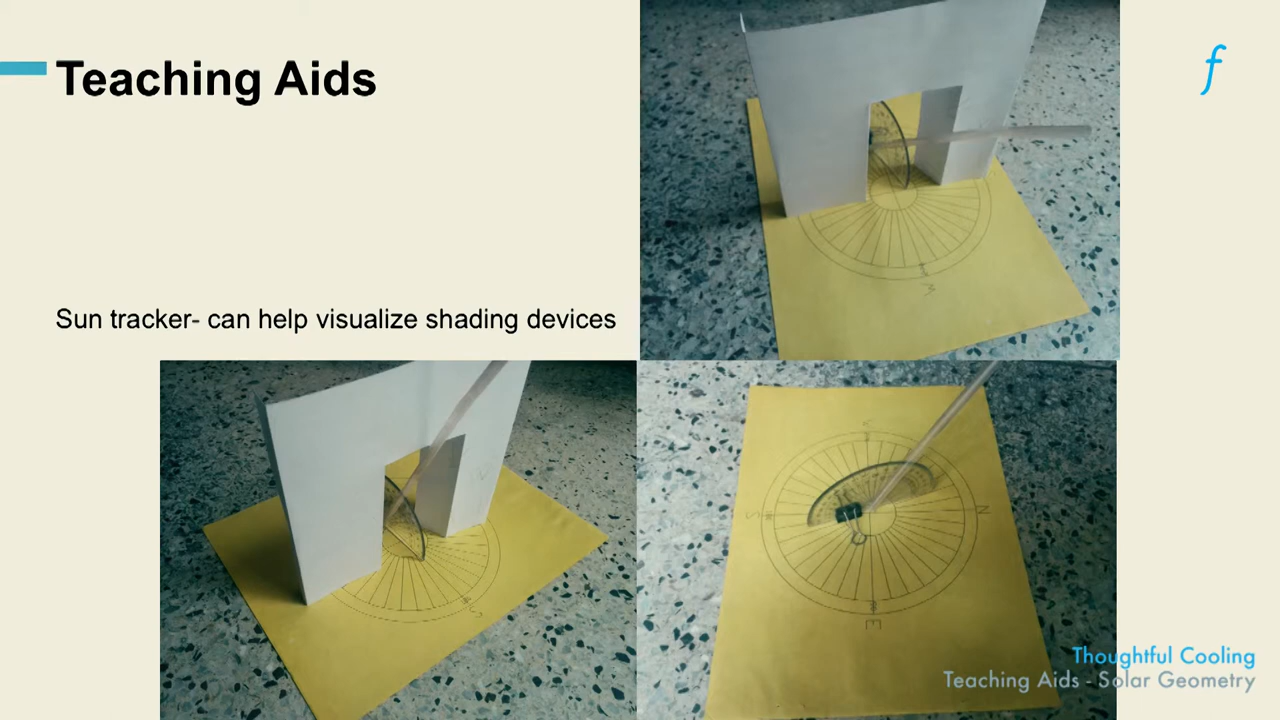 Teaching Aids
f
Sun tracker- can help visualize shading devices
S
N
E
Thoughtful Cooling
Teaching Aids - Solar Geometry